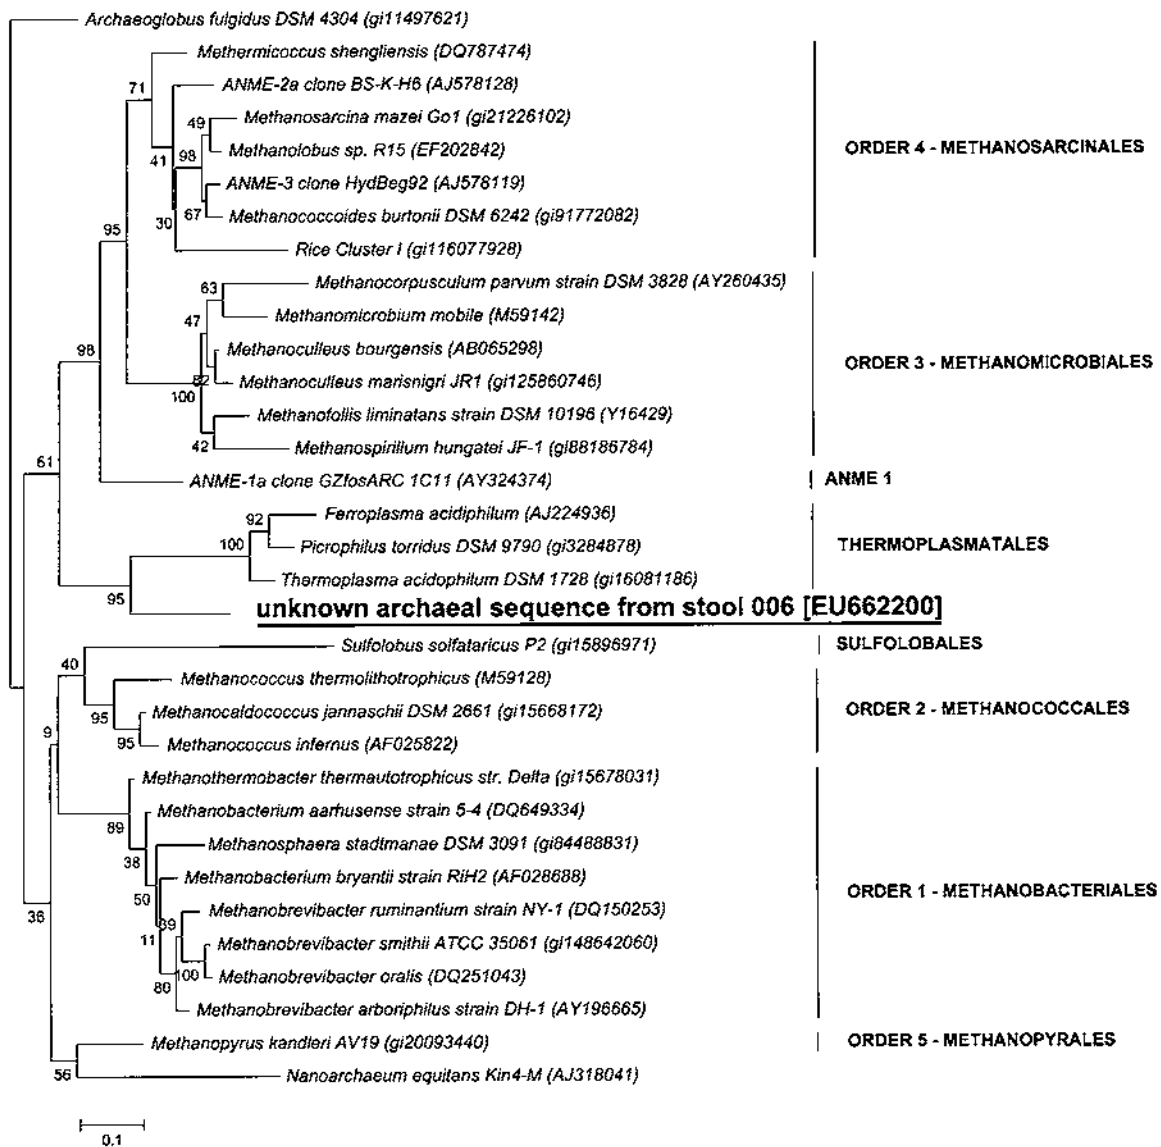 Archaeoglobus fulgidus DSM 4304 (gi11497621)
Methermicoccus shengliensis (DQ787474)
71
ANME-2a clone BS-K-H6 (AJ578128)
49
Methanosarcina mazei Go1 (gi21226102)
ORDER 4 - METHANOSARCINALES
41
98
Methanolobus sp. R15 (EF202842)
ANME-3 clone HydBeg92 (AJ578119)
30
67
Methanococcoides burtonii DSM 6242 (gi91772082)
95
Rice Cluster I (gi116077928)
63
Methanocorpusculum parvum strain DSM 3828 (AY260435)
47
Methanomicrobium mobile (M59142)
98
Methanoculleus bourgensis (AB065298)
ORDER 3 - METHANOMICROBIALES
82
Methanoculleus marisnigri JR1 (gi125860746)
100
Methanofollis liminatans strain DSM 10196 (Y16429)
42
Methanospirillum hungatei JF-1 (gi88186784)
61
ANME-1a clone GZfosARC 1C11 (AY324374)
ANME 1
92
Ferroplasma acidiphilum (AJ224936)
100
Picrophilus torridus DSM 9790 (gi3284878)
THERMOPLASMATALES
Thermoplasma acidophilum DSM 1728 (gi16081186)
95
unknown archaeal sequence from stool 006 [EU662200]
Sulfolobus solfataricus P2 (gi15896971)
SULFOLOBALES
40
Methanococcus thermolithotrophicus (M59128)
95
Methanocaldococcus jannaschii DSM 2661 (gi15668172)
ORDER 2 - METHANOCOCCALES
9
95
Methanococcus infernus (AF025822)
Methanothermobacter thermautotrophicus str. Delta (gi15678031)
89
Methanobacterium aarhusense strain 5-4 (DQ649334)
38
Methanosphaera stadtmanae DSM 3091 (gi84488831)
50
Methanobacterium bryantii strain RiH2 (AF028688)
ORDER 1 - METHANOBACTERIALES
36
39
Methanobrevibacter ruminantium strain NY-1 (DQ150253)
11
Methanobrevibacter smithii ATCC 35061 (gi148642060)
100
Methanobrevibacter oralis (DQ251043)
Methanobrevibacter arboriphilus strain DH-1 (AY196665)
Methanopyrus kandleri AV19 (gi20093440)
ORDER 5 - METHANOPYRALES
56
Nanoarchaeum equitans Kin4-M (AJ318041)
0.1